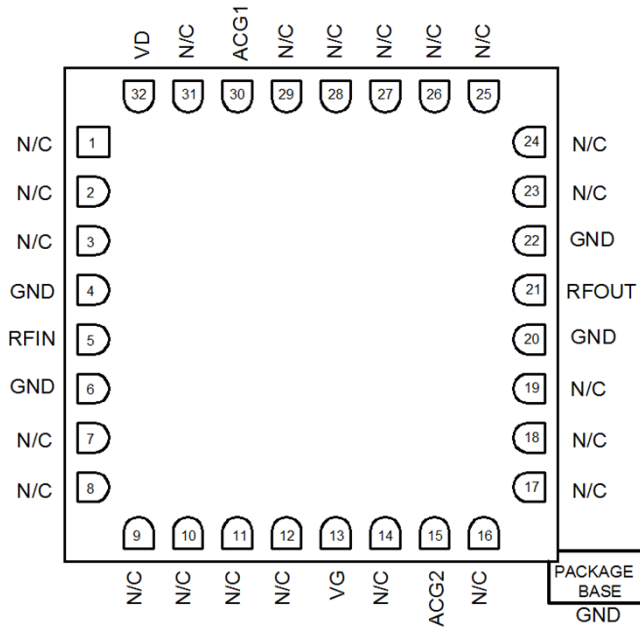 VD N/C ACG1 N/C N/C N/C N/C N/C
32 31 30 29 28 27 26 25
N/C 1 24 N/C
N/C 2 23 N/C
N/C 3 22 GND
GND 4 21 RFOUT
RFIN 5 20 GND
GND 6 19 N/C
N/C 7 18 N/C
N/C 8 17 N/C
9 10 11 12 13 14 15 16
N/C N/C N/C N/C VG N/C ACG2 N/C
PACKAGE
BASE
GND